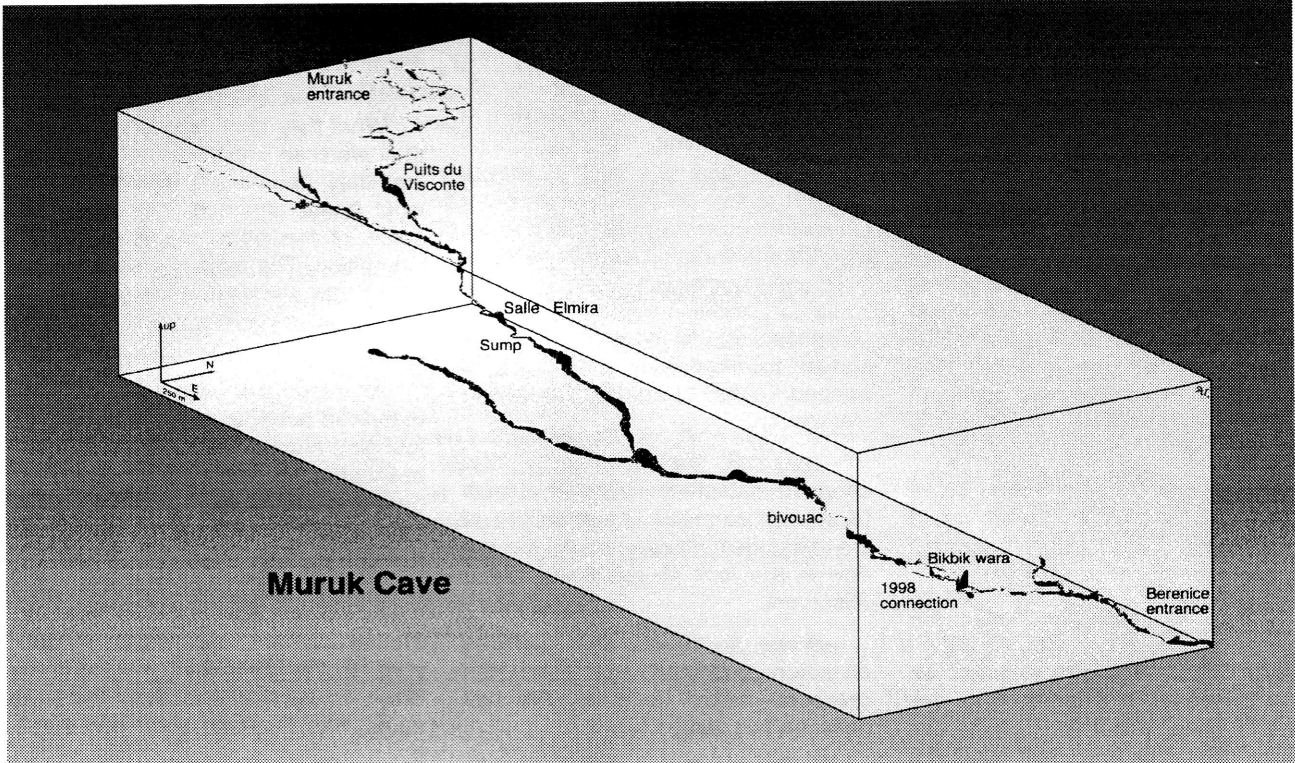 Muruk
entrance
Puits du
Visconte
Salle Elmira
Sump
up
N
E
250 m
bivouac
Bikbik wara
1998
connection
Berenice
entrance
Muruk Cave